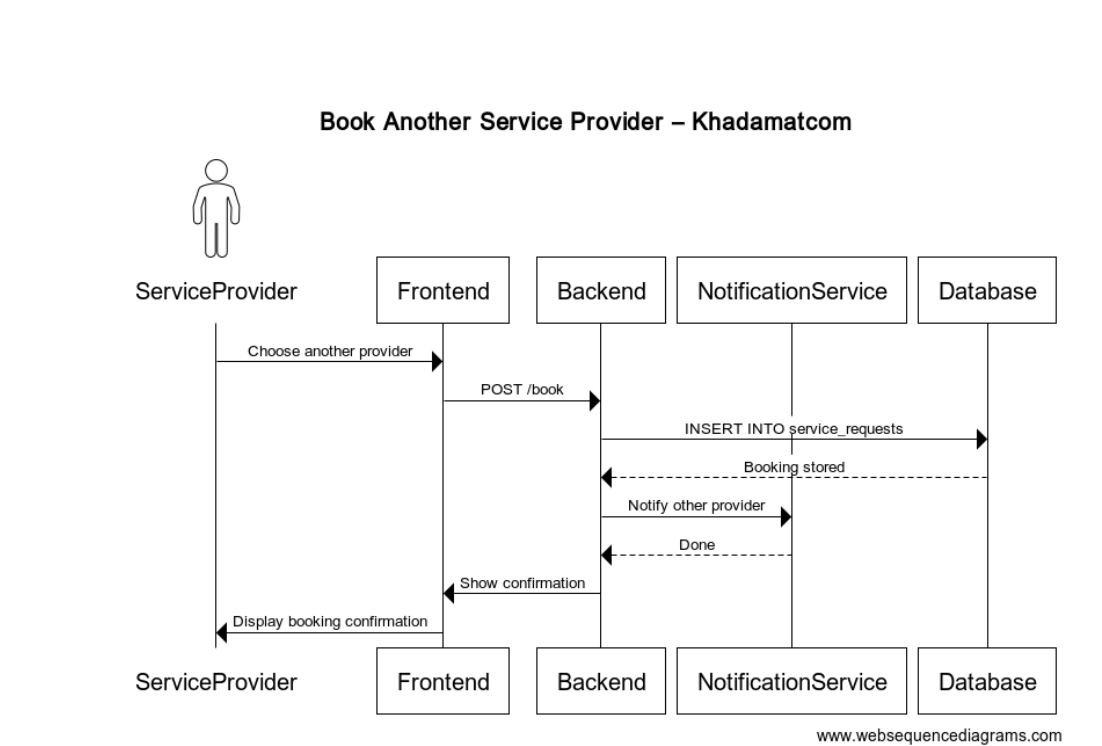 Book Another Service Provider – Khadamatcom
ServiceProvider
Frontend
Backend
NotificationService
Database
Choose another provider
POST /book
INSERT INTO service_requests
Booking stored
Notify other provider
Done
Show confirmation
Display booking confirmation
ServiceProvider
Frontend
Backend
NotificationService
Database
www.websequencediagrams.com